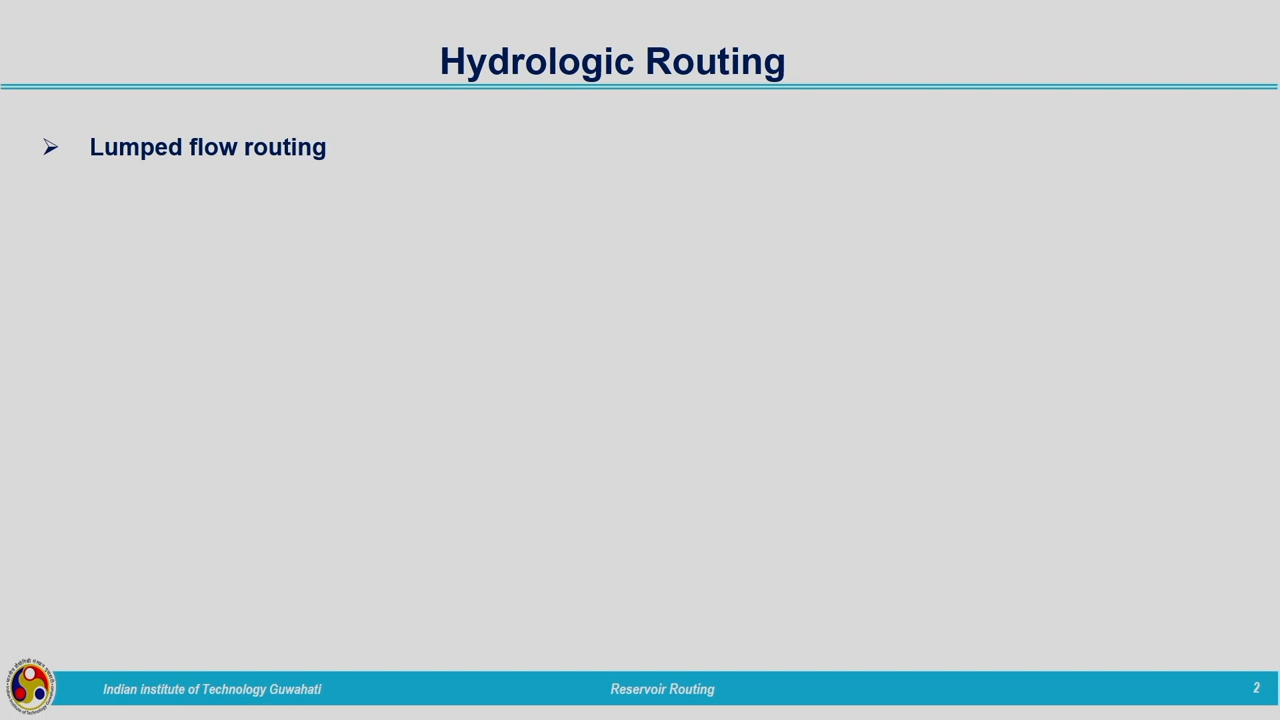 Hydrologic Routing
Lumped flow routing
Indian institute of Technology Guwahati
Reservoir Routing
2